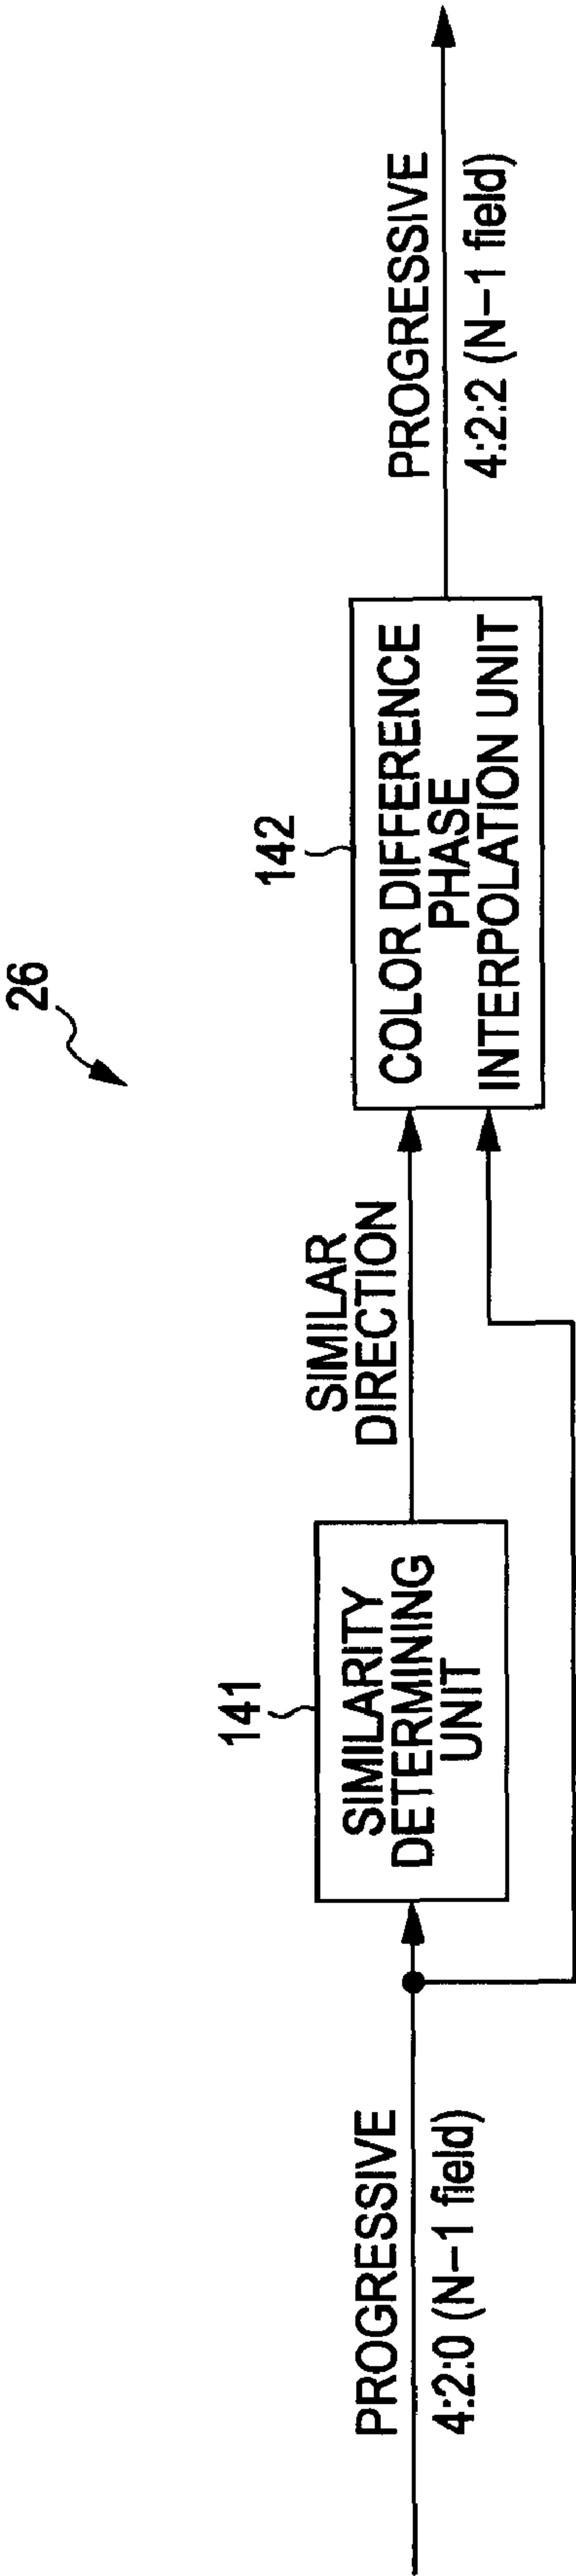 26
PROGRESSIVE
4:2:0 (N–1 field)
141
SIMILARITY
DETERMINING
UNIT
SIMILAR
DIRECTION
142
COLOR DIFFERENCE
PHASE
INTERPOLATION UNIT
PROGRESSIVE
4:2:2 (N–1 field)